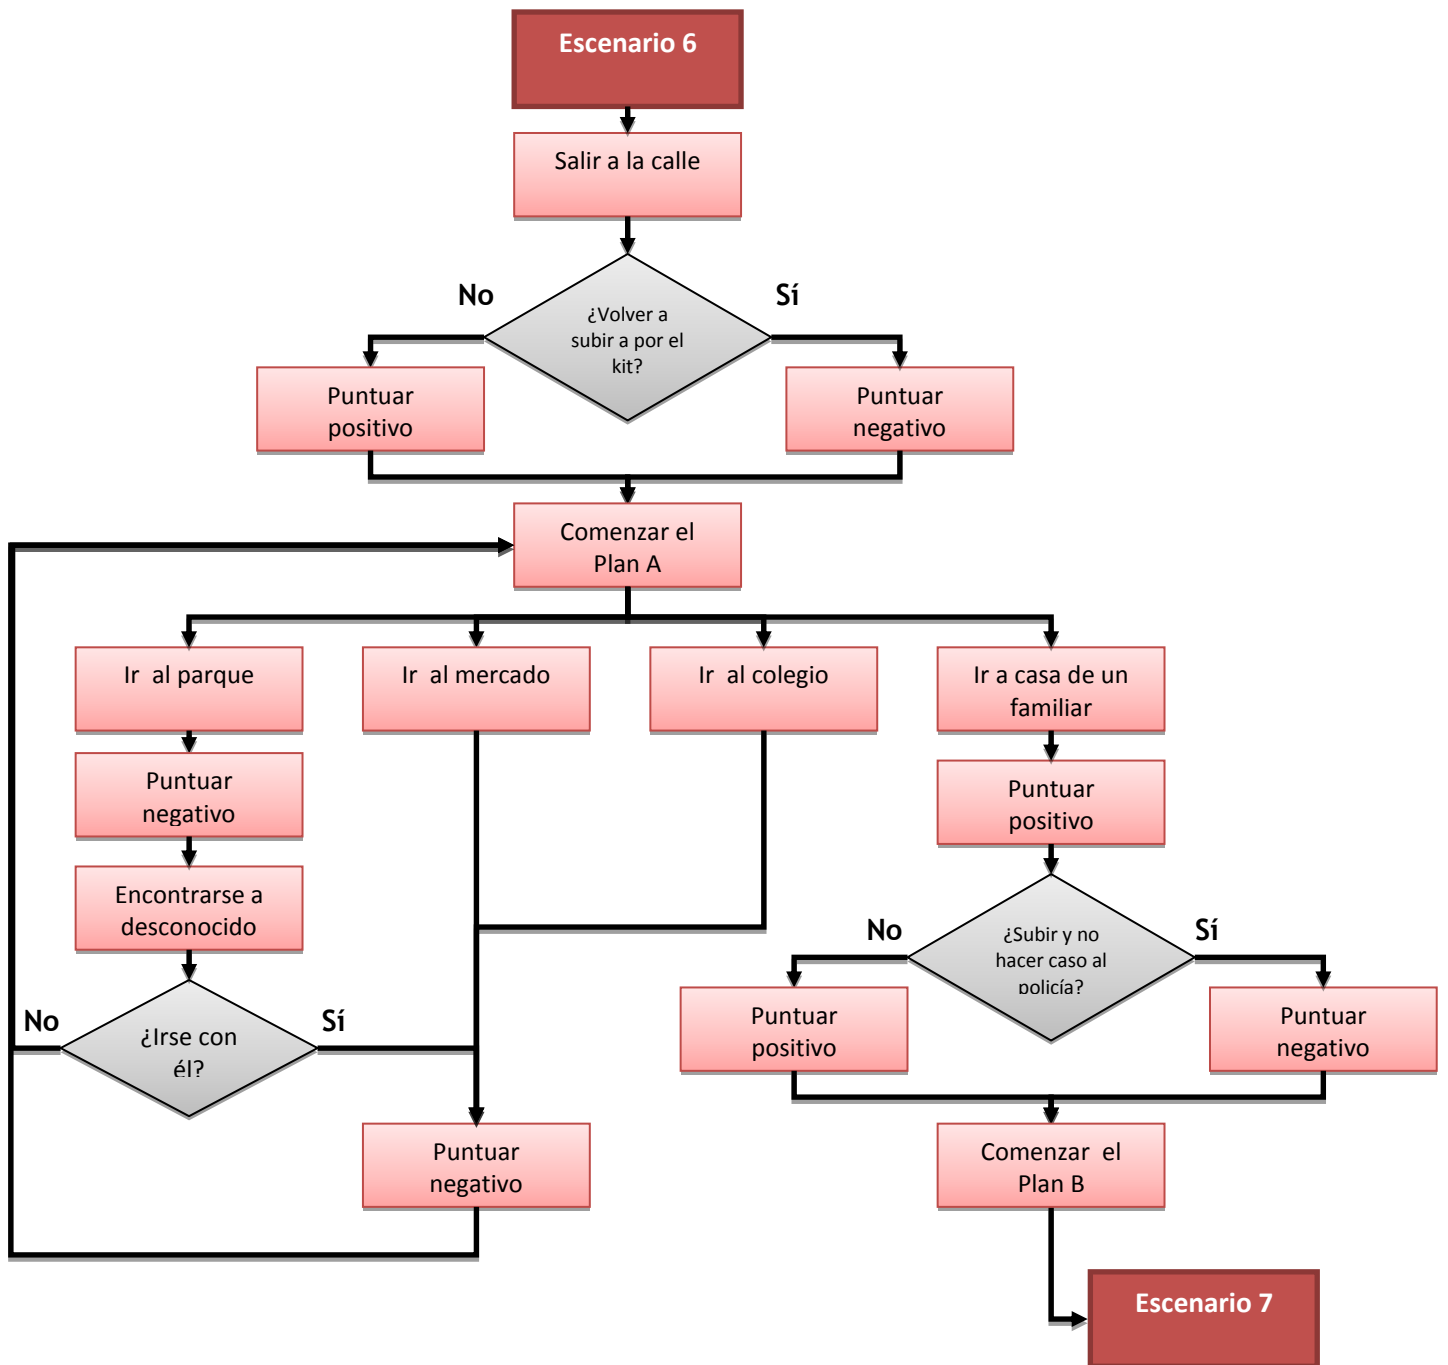 Escenario 6
Salir a la calle
No
Sí
¿Volver a
subir a por el
kit?
Puntuar
positivo
Puntuar
negativo
Comenzar el
Plan A
Ir al parque
Ir al mercado
Ir al colegio
Ir a casa de un
familiar
Puntuar
negativo
Puntuar
positivo
Encontrarse a
desconocido
No
Sí
¿Subir y no
hacer caso al
policía?
No
Sí
¿Irse con
él?
Puntuar
positivo
Puntuar
negativo
Puntuar
negativo
Comenzar el
Plan B
Escenario 7